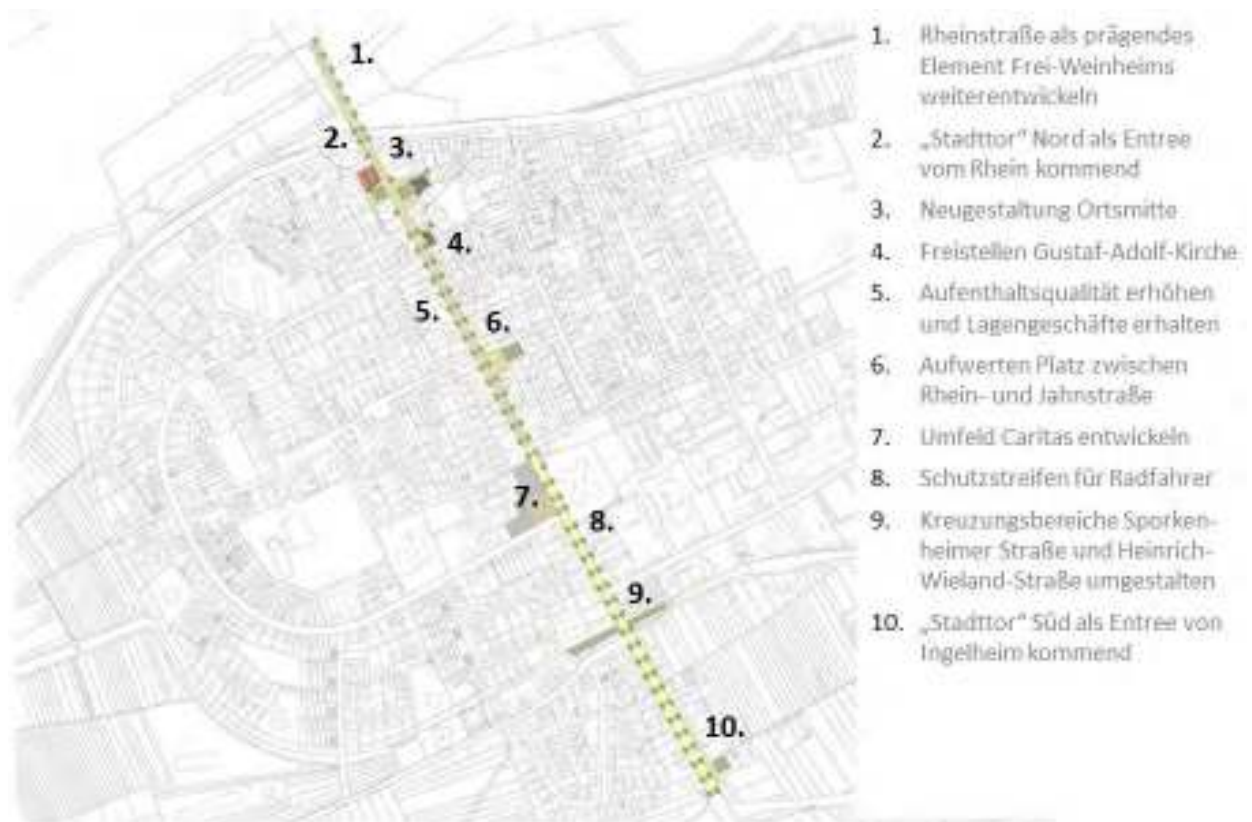 1.
2.
3.
4.
5.
6.
7.
8.
9.
10.
1. Rheinstraße als prägendes
Element Frei-Weinheims
weiterentwickeln
2. „Stadttor“ Nord als Entree
vom Rhein kommend
3. Neugestaltung Ortsmitte
4. Freistellen Gustaf-Adolf-Kirche
5. Aufenthaltsqualität erhöhen
und Lagengeschäfte erhalten
6. Aufwerten Platz zwischen
Rhein- und Jahnstraße
7. Umfeld Caritas entwickeln
8. Schutzstreifen für Radfahrer
9. Kreuzungsbereiche Sporken-
heimer Straße und Heinrich-
Wieland-Straße umgestalten
10. „Stadttor“ Süd als Entree von
Ingelheim kommend